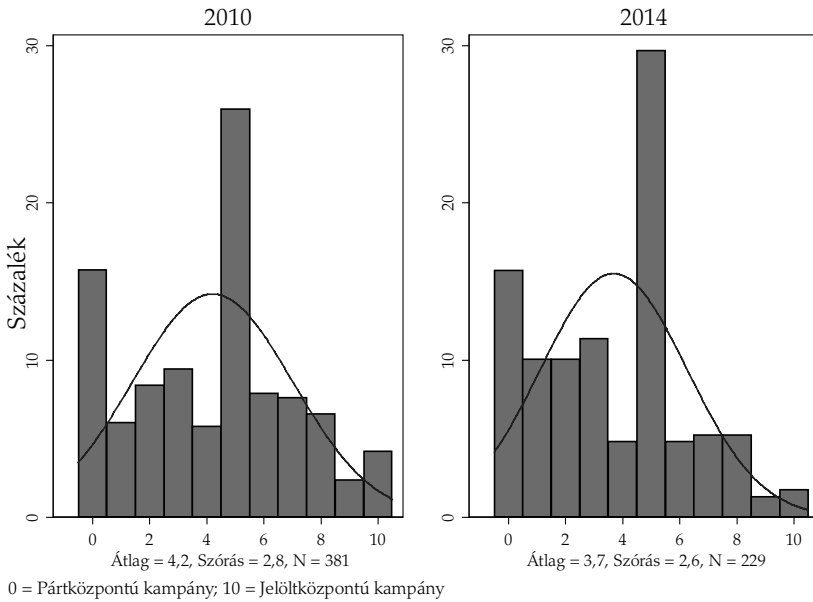 2010
2014
Százalék
30
20
10
0
0 2 4 6 8 10
Átlag = 4,2, Szórás = 2,8, N = 381
30
20
10
0
0 2 4 6 8 10
Átlag = 3,7, Szórás = 2,6, N = 229
0 = Pártközpontú kampány; 10 = Jelöltközpontú kampány